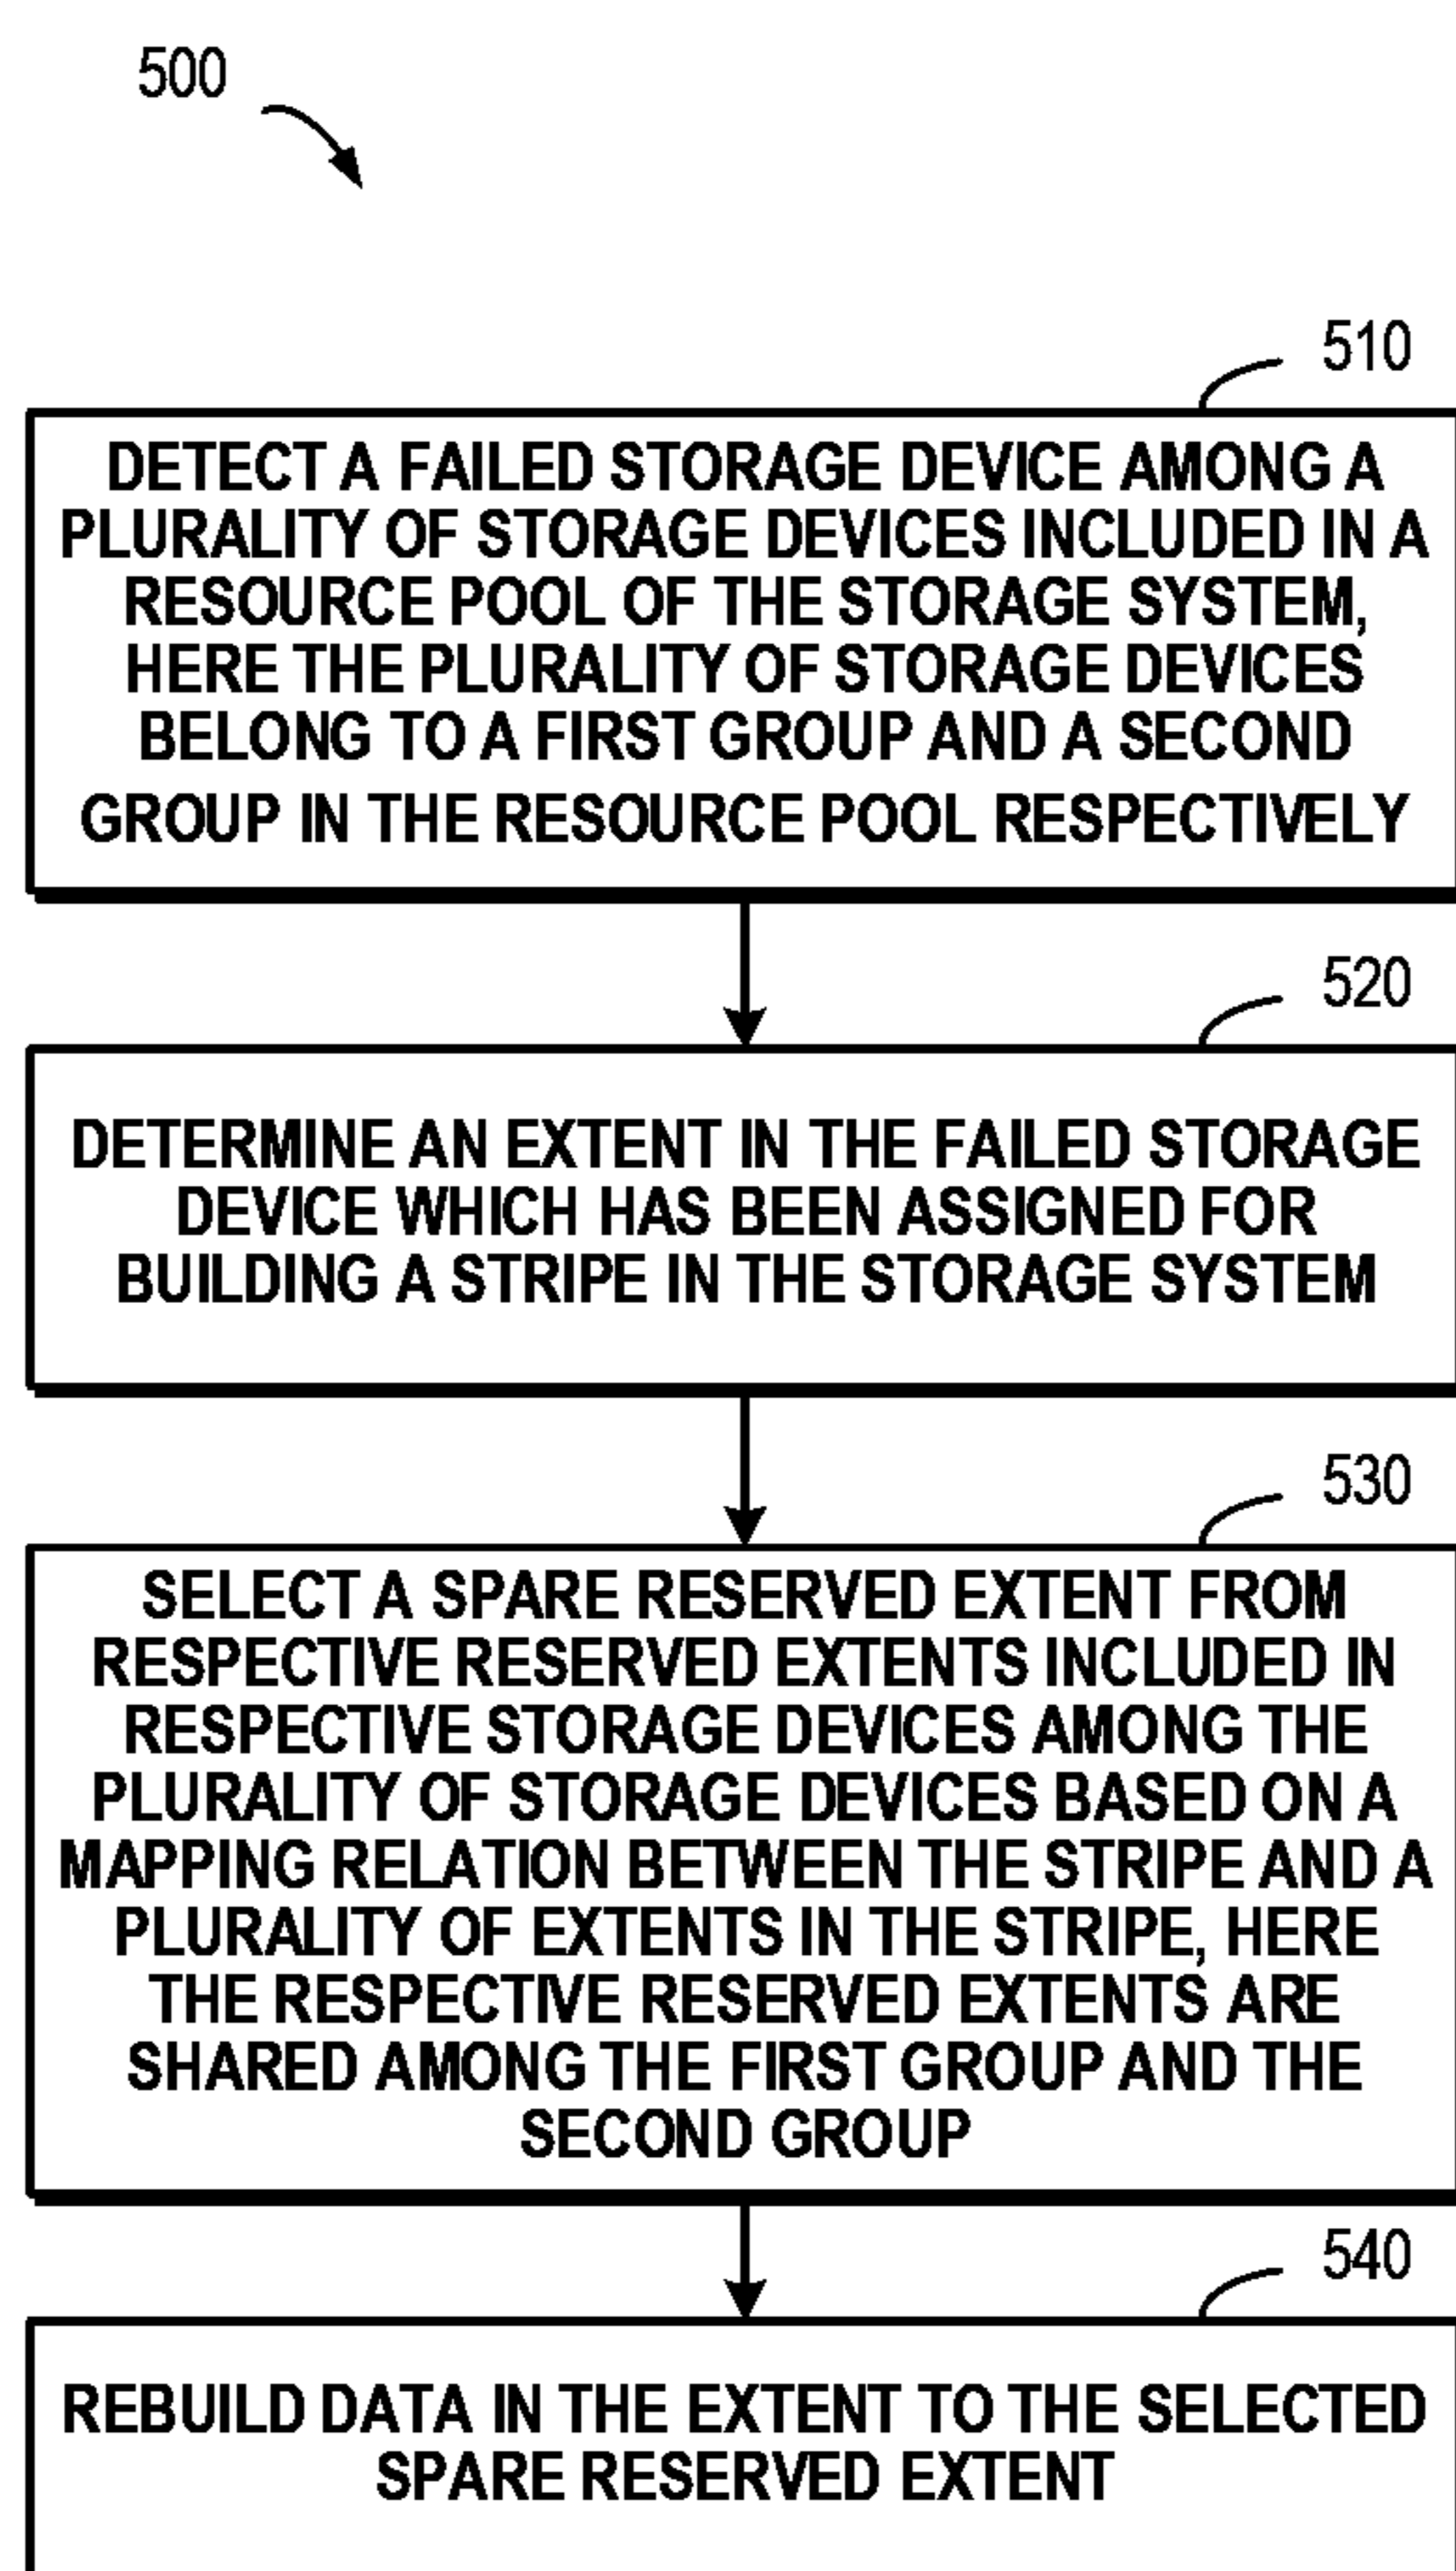 500
510
DETECT A FAILED STORAGE DEVICE AMONG A
PLURALITY OF STORAGE DEVICES INCLUDED IN A
RESOURCE POOL OF THE STORAGE SYSTEM,
HERE THE PLURALITY OF STORAGE DEVICES
BELONG TO A FIRST GROUP AND A SECOND
GROUP IN THE RESOURCE POOL RESPECTIVELY
520
DETERMINE AN EXTENT IN THE FAILED STORAGE
DEVICE WHICH HAS BEEN ASSIGNED FOR
BUILDING A STRIPE IN THE STORAGE SYSTEM
530
SELECT A SPARE RESERVED EXTENT FROM
RESPECTIVE RESERVED EXTENTS INCLUDED IN
RESPECTIVE STORAGE DEVICES AMONG THE
PLURALITY OF STORAGE DEVICES BASED ON A
MAPPING RELATION BETWEEN THE STRIPE AND A
PLURALITY OF EXTENTS IN THE STRIPE, HERE
THE RESPECTIVE RESERVED EXTENTS ARE
SHARED AMONG THE FIRST GROUP AND THE
SECOND GROUP
540
REBUILD DATA IN THE EXTENT TO THE SELECTED
SPARE RESERVED EXTENT